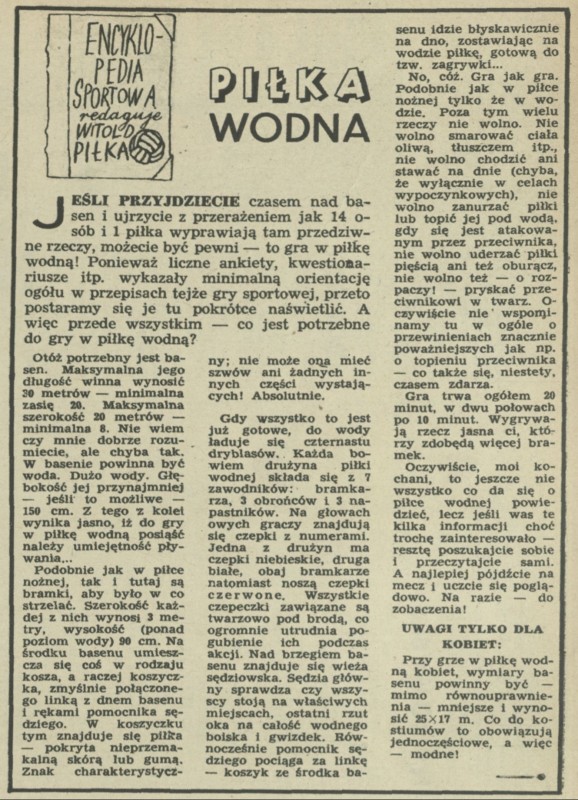 ENCYKLO-
PEDIA
SPORTOWA
redaguje
WITOLD
PIŁKA
PIŁKA
WODNA
JEŚLI PRZYJDZIECIE czasem nad ba-
sen i ujrzycie z przerażeniem jak 14 o-
sób i 1 piłka wyprawiają tam przedziw-
ne rzeczy, możecie być pewni — to gra w piłkę
wodną! Ponieważ liczne ankiety, kwestiona-
riusze itp. wykazały minimalną orientację
ogółu w przepisach tejże gry sportowej, przeto
postaramy się je tu pokrótce naświetlić. A
więc przede wszystkim — co jest potrzebne
do gry w piłkę wodną?
Otóż potrzebny jest ba-
sen. Maksymalna jego
długość winna wynosić
30 metrów — minimalna
zasię 20. Maksymalna
szerokość 20 metrów —
minimalna 8. Nie wiem
czy mnie dobrze rozu-
miecie, ale chyba tak.
W basenie powinna być
woda. Dużo wody. Głę-
bokość jej przynajmniej
— jeśli to możliwe —
150 cm. Z tego z kolei
wynika jasno, iż do gry
w piłkę wodną posiąść
należy umiejętność pły-
wania...
Podobnie jak w piłce
nożnej, tak i tutaj są
bramki, aby było w co
strzelać. Szerokość każ-
dej z nich wynosi 3 me-
try, wysokość (ponad
poziom wody) 90 cm. Na
środku basenu umiesz-
cza się coś w rodzaju
kosza, a raczej koszycz-
ka, zmyślnie połączone-
go linką z dnem basenu
i rękami pomocnika sę-
dziego. W koszyczku
tym znajduje się piłka
— pokryta nieprzema-
kalną skórą lub gumą.
Znak charakterystycz-
ny; nie może ona mieć
szwów ani żadnych in-
nych części wystają-
cych! Absolutnie.
Gdy wszystko to jest
już gotowe, do wody
ładuje się czternastu
dryblasów. Każda bo-
wiem drużyna piłki
wodnej składa się z 7
zawodników: bramka-
rza, 3 obrońców i 3 na-
pastników. Na głowach
owych graczy znajdują
się czepki z numerami.
Jedna z drużyn ma
czepki niebieskie, druga
białe, obaj bramkarze
natomiast noszą czepki
czerwone. Wszystkie
czepeczki zawiązane są
twarzowo pod brodą, co
ogromnie utrudnia po-
gubienie ich podczas
akcji. Nad brzegiem ba-
senu znajduje się wieża
sędziowska. Sędzia głów-
ny sprawdza czy wszy-
scy stoją na właściwych
miejscach, ostatni rzut
oka na całość wodnego
boiska i gwizdek. Rów-
nocześnie pomocnik sę-
dziego pociąga za linkę
— koszyk ze środka ba-
senu idzie błyskawicznie
na dno, zostawiając na
wodzie piłkę, gotową do
tzw. zagrywki...
No, cóż. Gra jak gra.
Podobnie jak w piłce
nożnej tylko że w wo-
dzie. Poza tym wielu
rzeczy nie wolno. Nie
wolno smarować ciała
oliwą, tłuszczem itp.,
nie wolno chodzić ani
stawać na dnie (chyba,
że wyłącznie w celach
wypoczynkowych), nie
wolno zanurzać piłki
lub topić jej pod wodą,
gdy się jest atakowa-
nym przez przeciwnika,
nie wolno uderzać piłki
pięścią ani też oburącz,
nie wolno też — o roz-
paczy! — pryskać prze-
ciwnikowi w twarz. O-
czywiście nie wspomi-
namy tu w ogóle o
przewinieniach znacznie
poważniejszych jak np.
o topieniu przeciwnika
— co także się, niestety,
czasem zdarza.
Gra trwa ogółem 20
minut, w dwu połowach
po 10 minut. Wygrywa-
ją rzecz jasna ci, któ-
rzy zdobędą więcej bra-
mek.
Oczywiście, moi ko-
chani, to jeszcze nie
wszystko co da się o
piłce wodnej powie-
dzieć, lecz jeśli was te
kilka informacji choć
trochę zainteresowało —
resztę poszukajcie sobie
i przeczytajcie sami.
A najlepiej pójdźcie na
mecz i uczcie się poglą-
dowo. Na razie — do
zobaczenia!
UWAGI TYLKO DLA
KOBIET:
Przy grze w piłkę wod-
ną kobiet, wymiary ba-
senu powinny być —
mimo równouprawnie-
nia — mniejsze i wyno-
sić 25×17 m. Co do ko-
stiumów to obowiązują
jednoczęściowe, a więc
— modne!